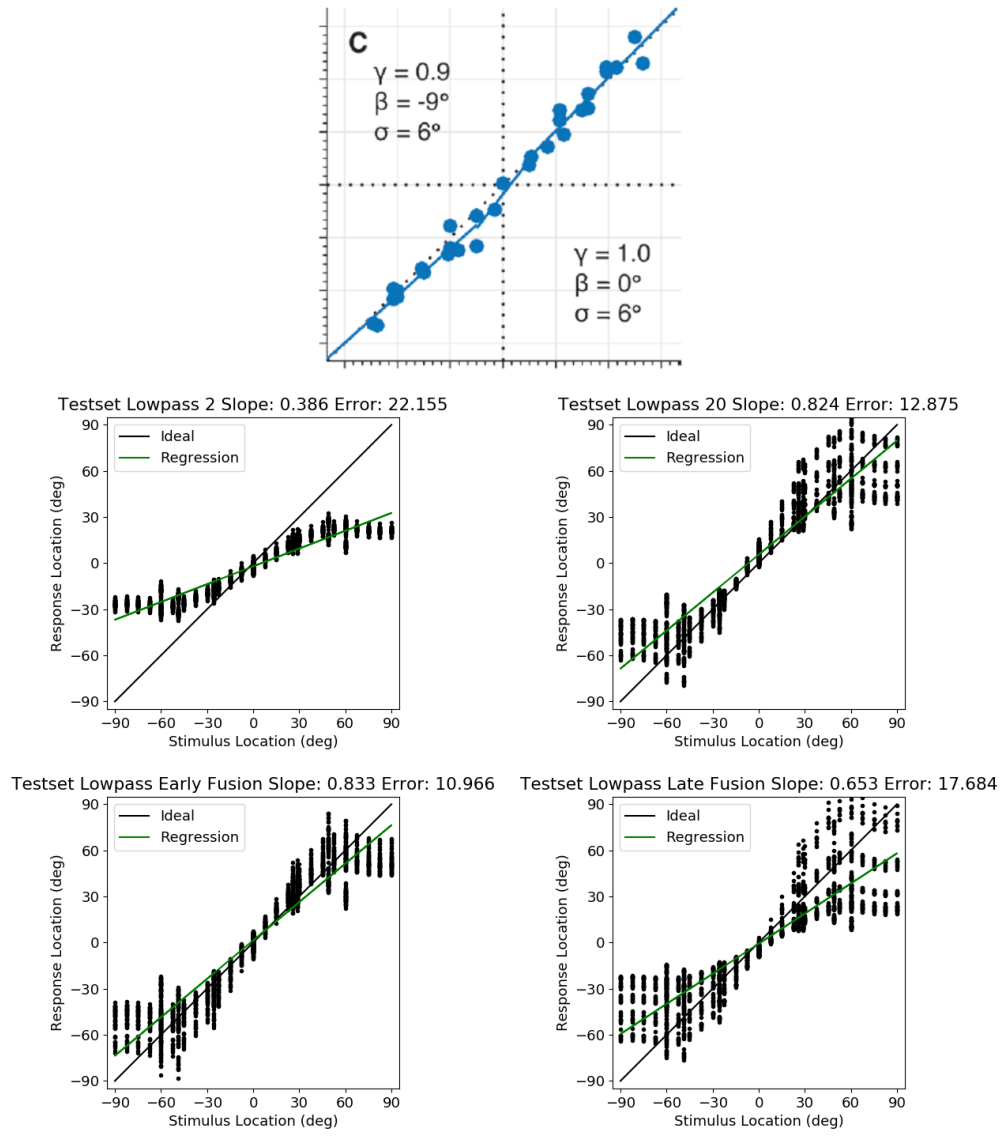 C
γ = 0.9
β = -9°
σ = 6°
γ = 1.0
β = 0°
σ = 6°
Testset Lowpass 2 Slope: 0.386 Error: 22.155
Ideal
Regression
90
60
30
0
−30
−60
−90
Response Location (deg)
−90 −60 −30 0 30 60 90
Stimulus Location (deg)
Testset Lowpass 20 Slope: 0.824 Error: 12.875
Ideal
Regression
90
60
30
0
−30
−60
−90
Response Location (deg)
−90 −60 −30 0 30 60 90
Stimulus Location (deg)
Testset Lowpass Early Fusion Slope: 0.833 Error: 10.966
Ideal
Regression
90
60
30
0
−30
−60
−90
Response Location (deg)
−90 −60 −30 0 30 60 90
Stimulus Location (deg)
Testset Lowpass Late Fusion Slope: 0.653 Error: 17.684
Ideal
Regression
90
60
30
0
−30
−60
−90
Response Location (deg)
−90 −60 −30 0 30 60 90
Stimulus Location (deg)